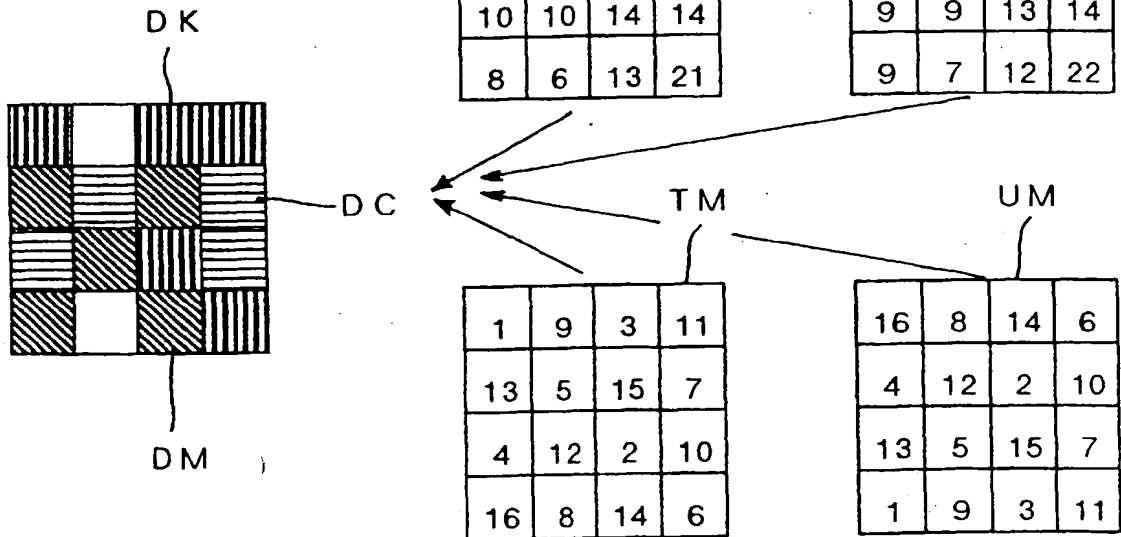 DK
10 10 14 14
8 6 13 21
9 9 13 14
9 7 12 22
DC
TM
UM
1 9 3 11
13 5 15 7
4 12 2 10
16 8 14 6
16 8 14 6
4 12 2 10
13 5 15 7
1 9 3 11
DM